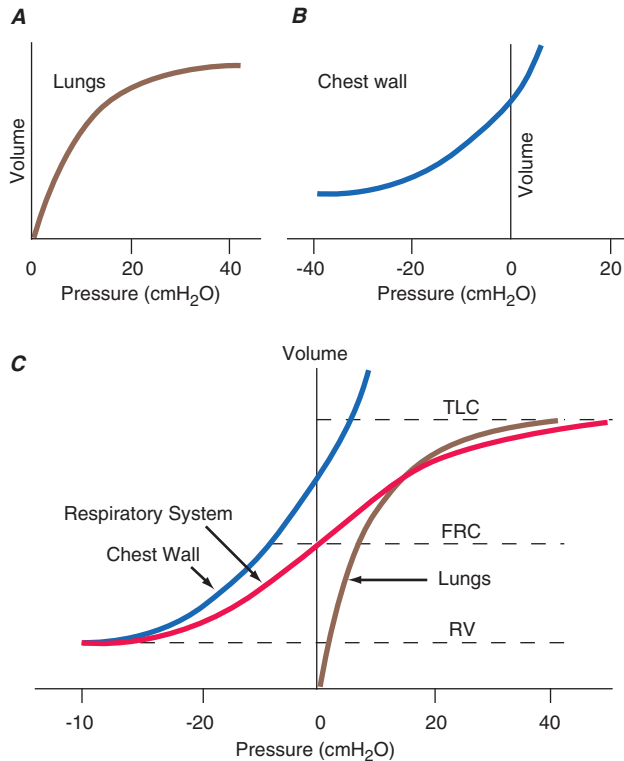 A
Lungs
Volume
0
20
40
Pressure (cmH₂O)
B
Chest wall
Volume
-40
-20
0
20
Pressure (cmH₂O)
C
Volume
TLC
Respiratory System
FRC
Chest Wall
Lungs
RV
-10
-20
0
20
40
Pressure (cmH₂O)